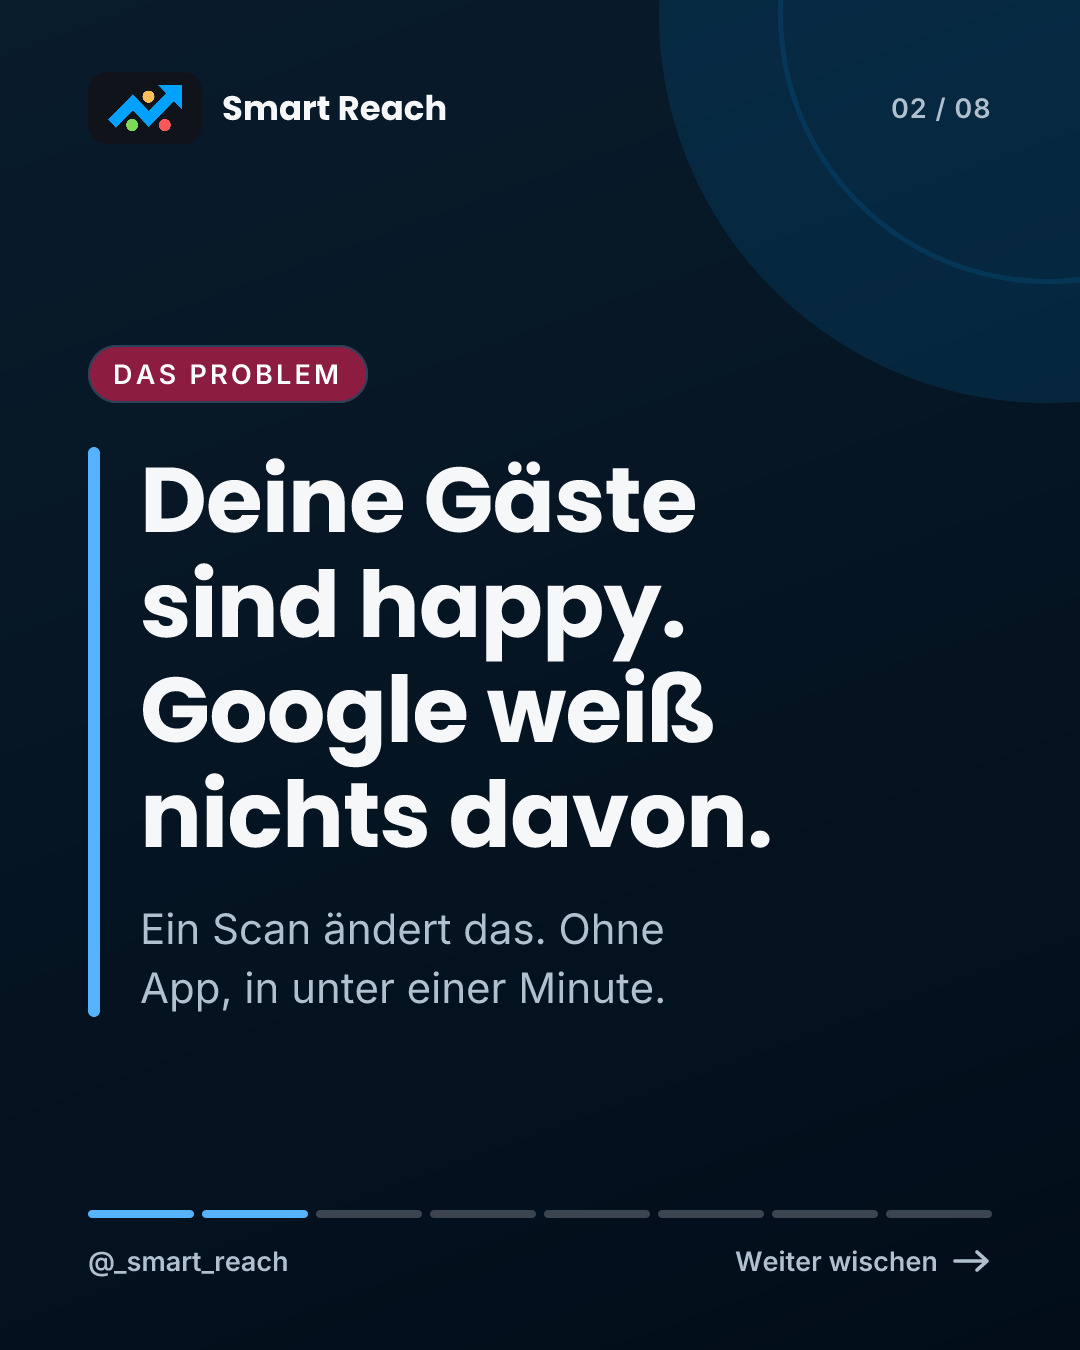 Smart Reach
02 / 08
DAS PROBLEM
Deine Gäste
sind happy.
Google weiß
nichts davon.
Ein Scan ändert das. Ohne
App, in unter einer Minute.
@_smart_reach
Weiter wischen →